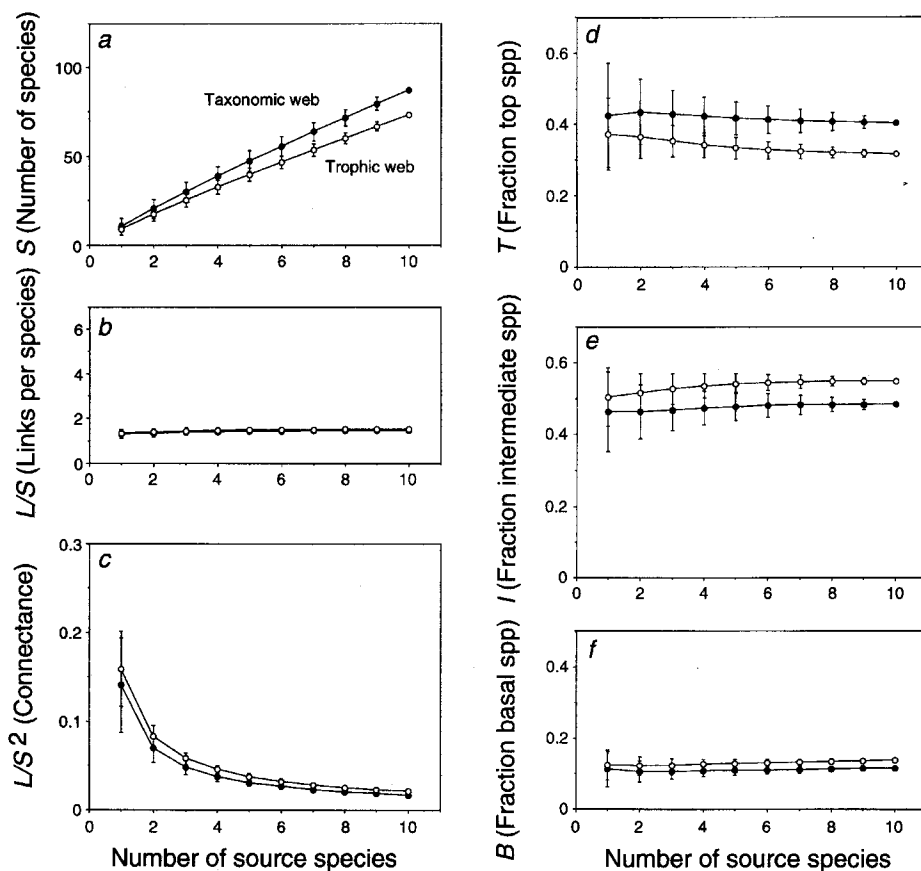 a
S (Number of species)
100
50
0
Taxonomic web
Trophic web
0 2 4 6 8 10
b
L/S (Links per species)
6
4
2
0
0 2 4 6 8 10
c
L/S² (Connectance)
0.3
0.2
0.1
0
0 2 4 6 8 10
Number of source species
d
T (Fraction top spp)
0.6
0.4
0.2
0
0 2 4 6 8 10
e
I (Fraction intermediate spp)
0.6
0.4
0.2
0
0 2 4 6 8 10
f
B (Fraction basal spp)
0.4
0.2
0
0 2 4 6 8 10
Number of source species